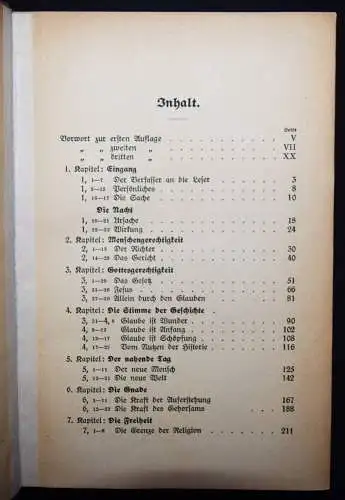 Inhalt.
Seite
Vorwort zur ersten Auflage . . . . . . . . . . V
„ „ zweiten „ . . . . . . . . . . VII
„ „ dritten „ . . . . . . . . . . XX
1. Kapitel: Eingang
1, 1—7 Der Verfasser an die Leser . . . . . . 3
1, 8—15 Persönliches . . . . . . . . . . 8
1, 16—17 Die Sache . . . . . . . . . . 10
Die Nacht
1, 18—21 Ursache . . . . . . . . . . 18
1, 22—32 Wirkung . . . . . . . . . . 24
2. Kapitel: Menschengerechtigkeit
2, 1—13 Der Richter . . . . . . . . . . 30
2, 14—29 Das Gericht . . . . . . . . . . 40
3. Kapitel: Gottesgerechtigkeit
3, 1—20 Das Gesetz . . . . . . . . . . 51
3, 21—26 Jesus . . . . . . . . . . 66
3, 27—30 Allein durch den Glauben . . . . . . 81
4. Kapitel: Die Stimme der Geschichte.
3, 31—4, 8 Glaube ist Wunder . . . . . . . . 90
4, 9—12 Glaube ist Anfang . . . . . . . . 102
4, 13—17 Glaube ist Schöpfung . . . . . . . 108
4, 17—25 Vom Nutzen der Historie . . . . . . 116
5. Kapitel: Der nahende Tag
5, 1—11 Der neue Mensch . . . . . . . . 125
5, 12—21 Die neue Welt . . . . . . . . 142
6. Kapitel: Die Gnade
6, 1—11 Die Kraft der Auferstehung . . . . . 167
6, 12—23 Die Kraft des Gehorsams . . . . . . 188
7. Kapitel: Die Freiheit
7, 1—6 Die Grenze der Religion . . . . . . 211